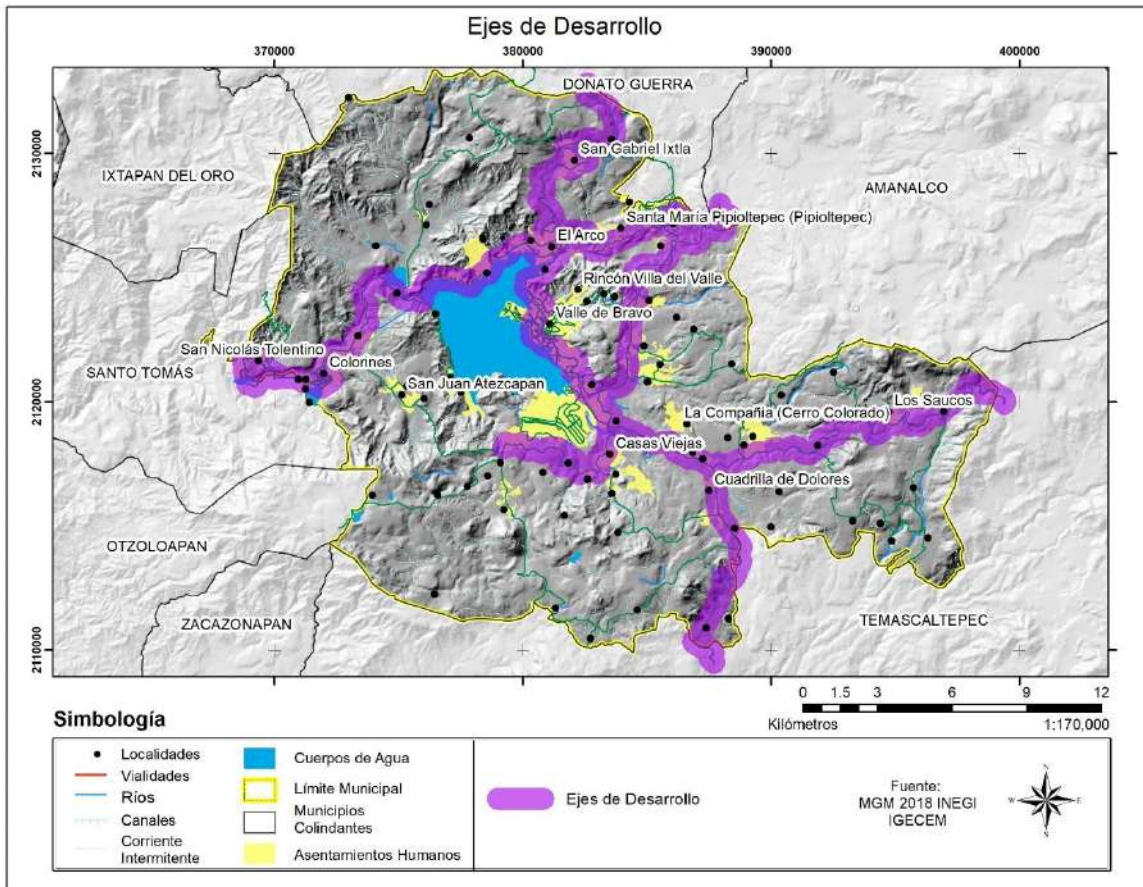 Ejes de Desarrollo
370000
380000
390000
400000
2130000
2120000
2110000
DONATO GUERRA
San Gabriel Ixtla
IXTAPAN DEL ORO
AMANALCO
Santa María Pipioltepec (Pipioltepec)
El Arco
Rincón Villa del Valle
Valle de Bravo
San Nicolás Tolentino
Colorines
SANTO TOMÁS
San Juan Atezcapan
Los Saucos
La Compañía (Cerro Colorado)
Casas Viejas
Cuadrilla de Dolores
OTZOLOAPAN
ZACAZONAPAN
TEMASCALTEPEC
0 1.5 3 6 9 12
Kilómetros
1:170,000
Simbología
Localidades
Vialidades
Ríos
Canales
Corriente
Intermitente
Cuerpos de Agua
Límite Municipal
Municipios
Colindantes
Asentamientos Humanos
Ejes de Desarrollo
Fuente:
MGM 2018 INEGI
IGECEM
N
W
E
S